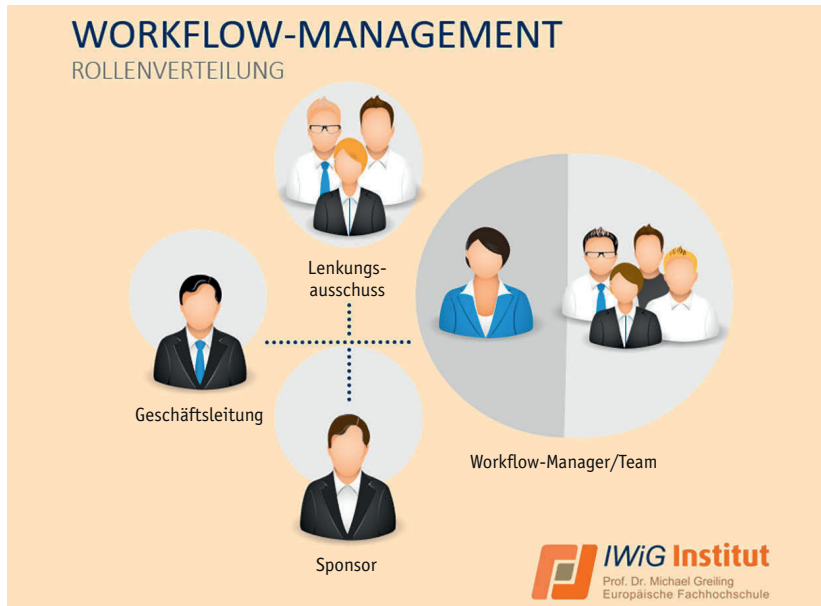 WORKFLOW-MANAGEMENT
ROLLENVERTEILUNG
Lenkungs-
ausschuss
Geschäftsleitung
Workflow-Manager/Team
Sponsor
IWiG Institut
Prof. Dr. Michael Greiling
Europäische Fachhochschule